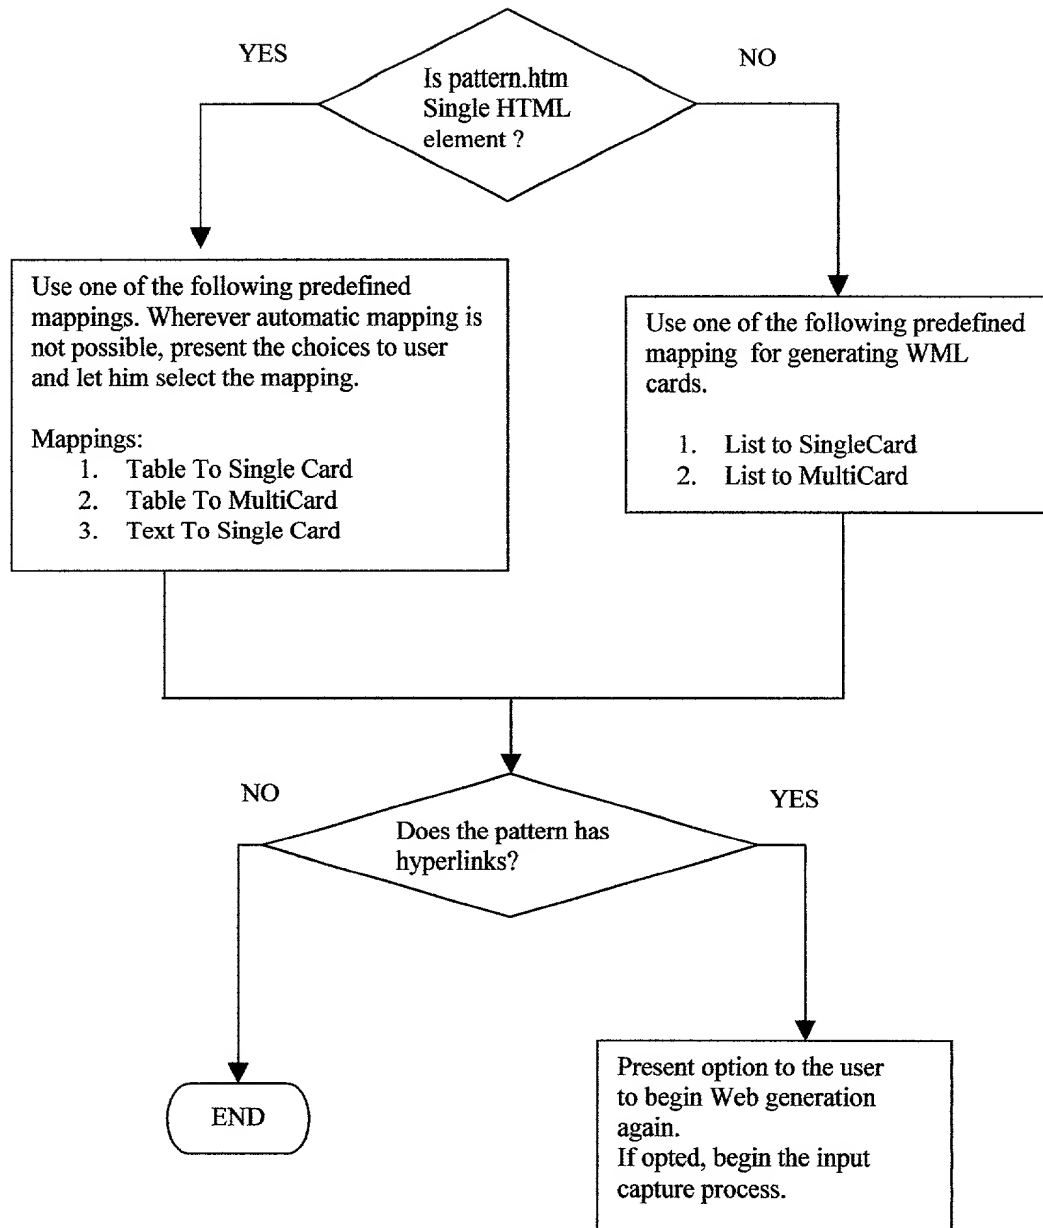 YES
NO
Is pattern.htm
Single HTML
element ?
Use one of the following predefined
mappings. Wherever automatic mapping is
not possible, present the choices to user
and let him select the mapping.
Mappings:
1. Table To Single Card
2. Table To MultiCard
3. Text To Single Card
Use one of the following predefined
mapping for generating WML
cards.
1. List to SingleCard
2. List to MultiCard
NO
YES
Does the pattern has
hyperlinks?
END
Present option to the user
to begin Web generation
again.
If opted, begin the input
capture process.